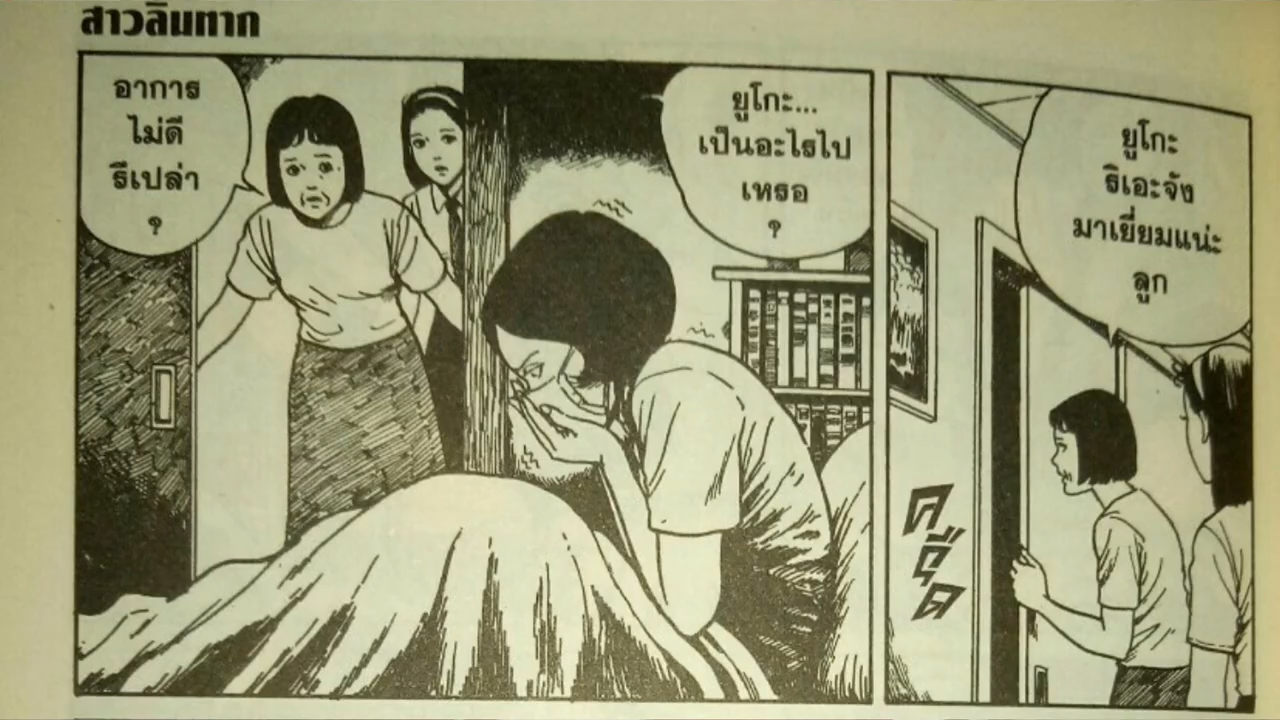 สาวลิ้นทาก
ยูโกะ
ริเอะจัง
มาเยี่ยมแน่ะ
ลูก
ครืด
ยูโกะ...
เป็นอะไรไป
เหรอ
?
อาการ
ไม่ดี
รึเปล่า
?